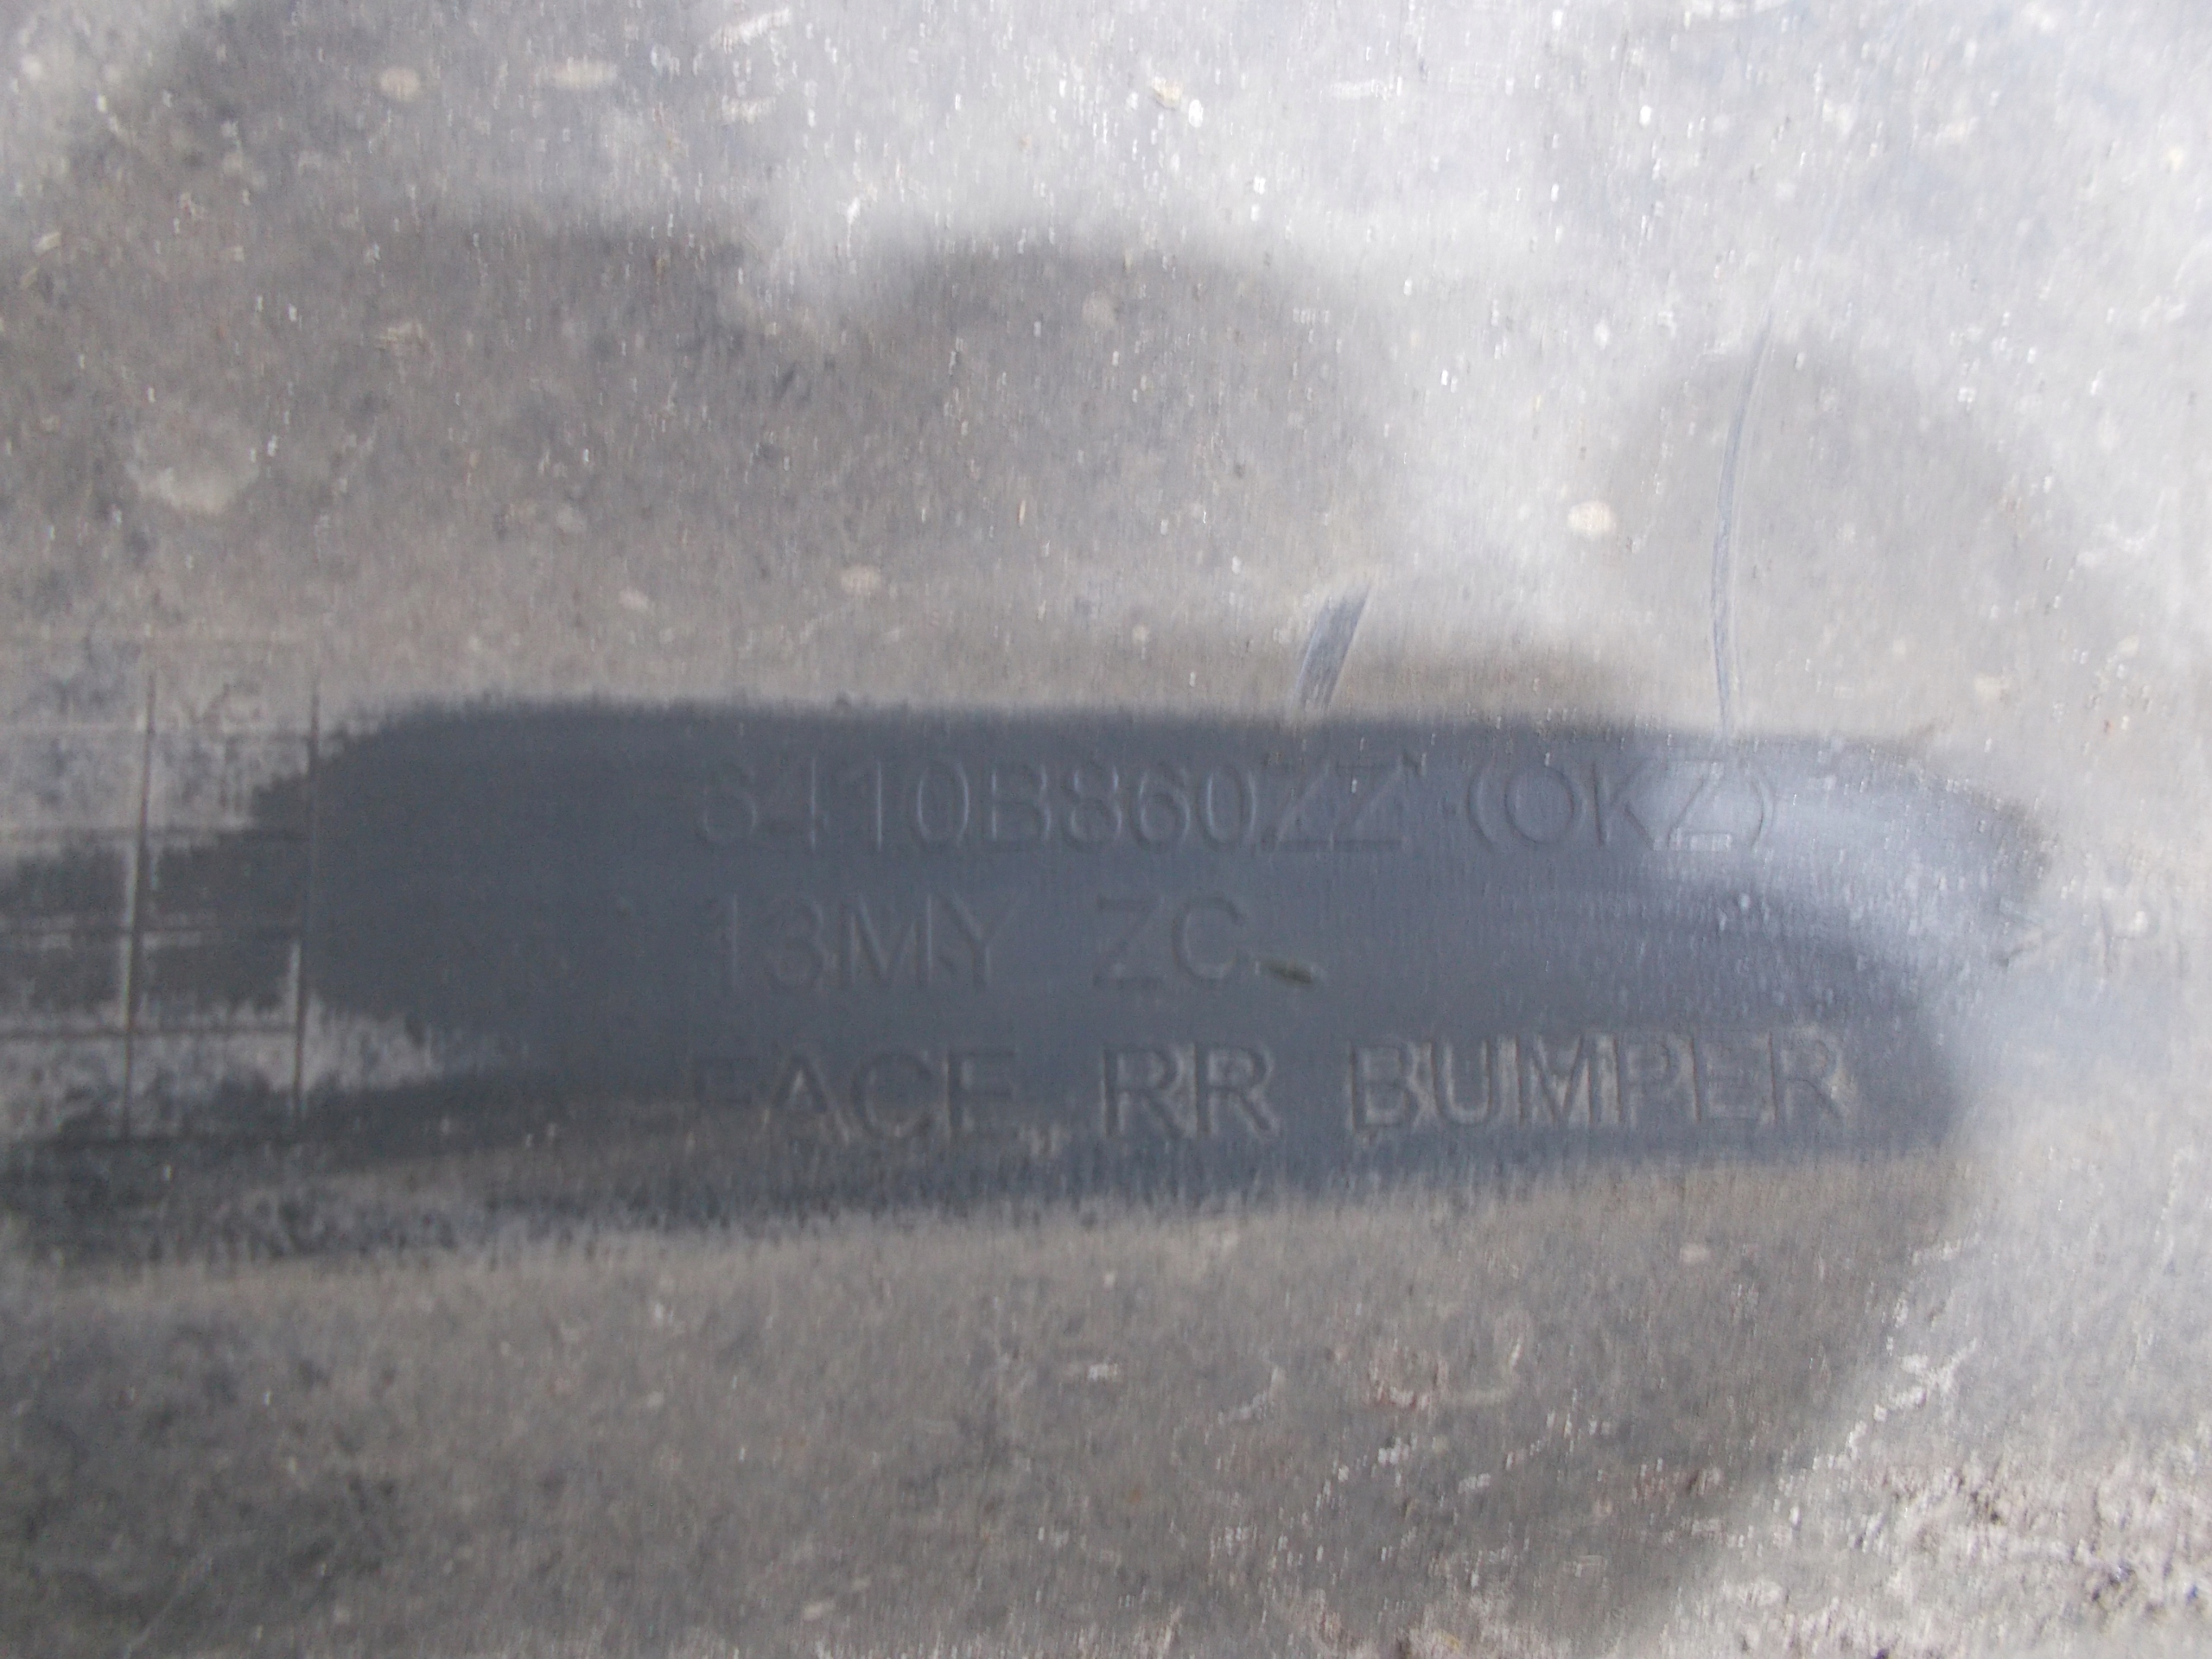 6410B860ZZ (OKZ)
13MY ZC
FACE RR BUMPER